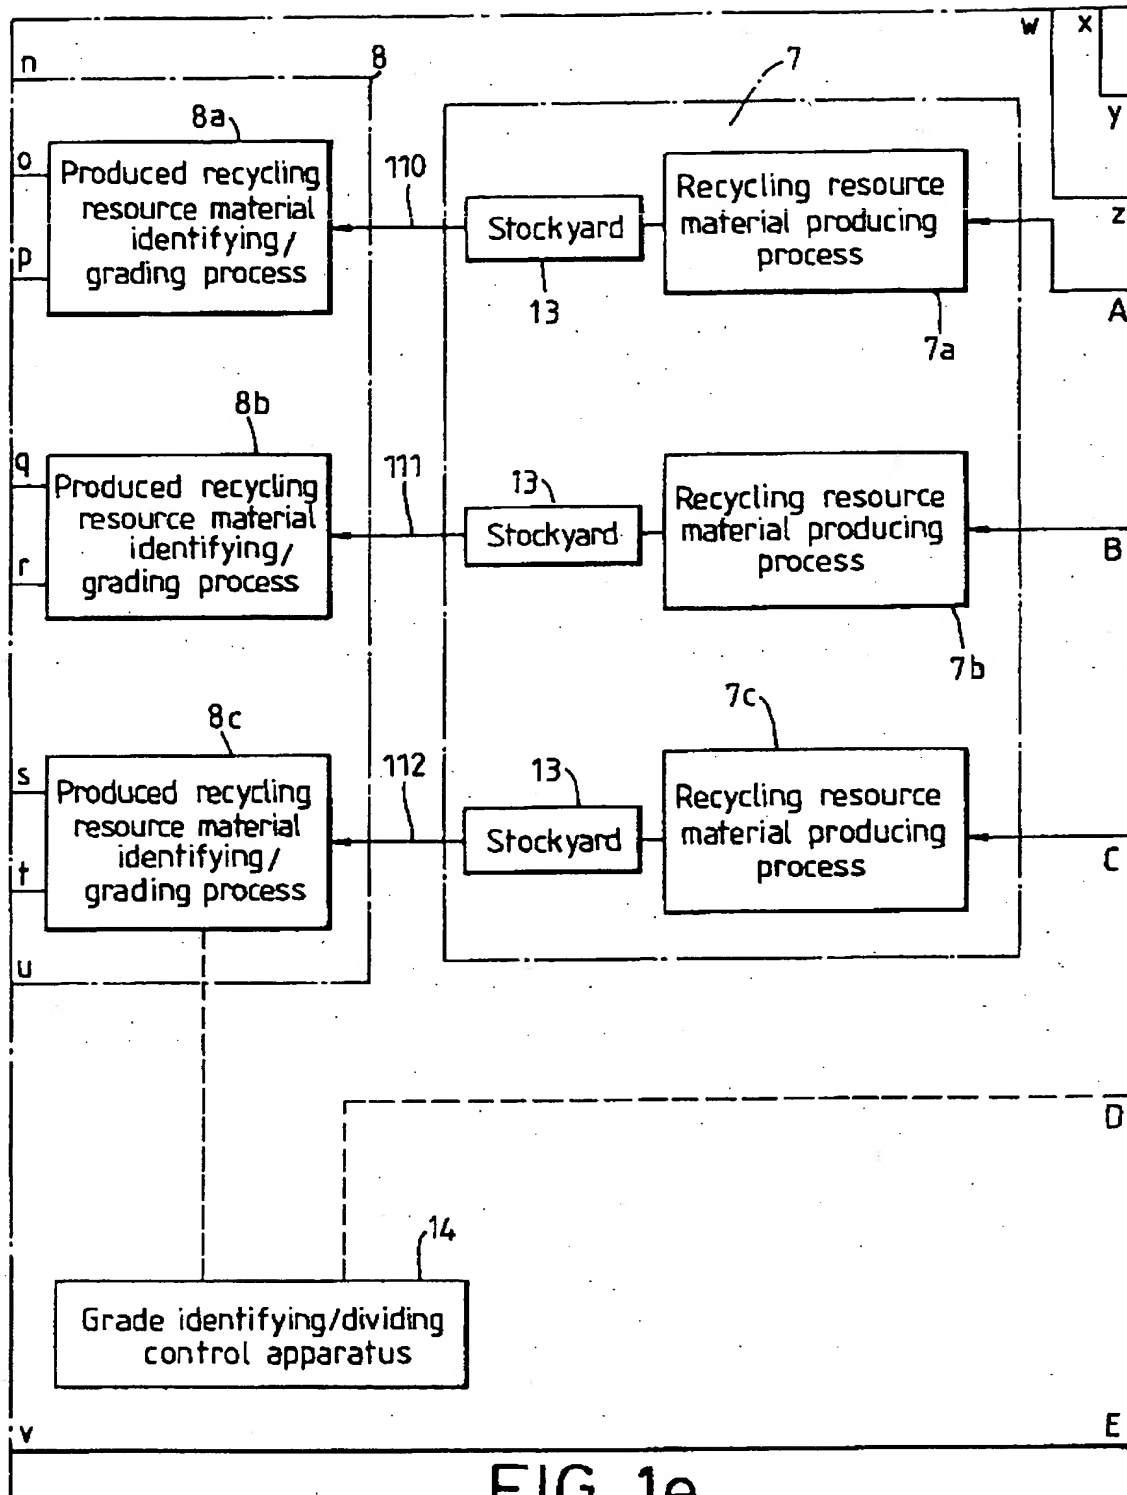 w
x
n
8
7
y
8a
o
110
Produced recycling
resource material
identifying/
grading process
Stockyard
Recycling resource
material producing
process
z
p
13
A
7a
8b
q
111
13
Produced recycling
resource material
identifying/
grading process
Stockyard
Recycling resource
material producing
process
B
r
7b
8c
7c
s
112
13
Produced recycling
resource material
identifying/
grading process
Stockyard
Recycling resource
material producing
process
C
t
u
D
14
Grade identifying/dividing
control apparatus
v
E
FIG. 1e